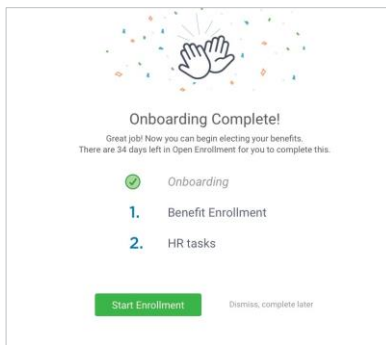 Onboarding Complete!
Great job! Now you can begin electing your benefits.
There are 34 days left in Open Enrollment for you to complete this.
Onboarding
1. Benefit Enrollment
2. HR tasks
Start Enrollment Dismiss, complete later